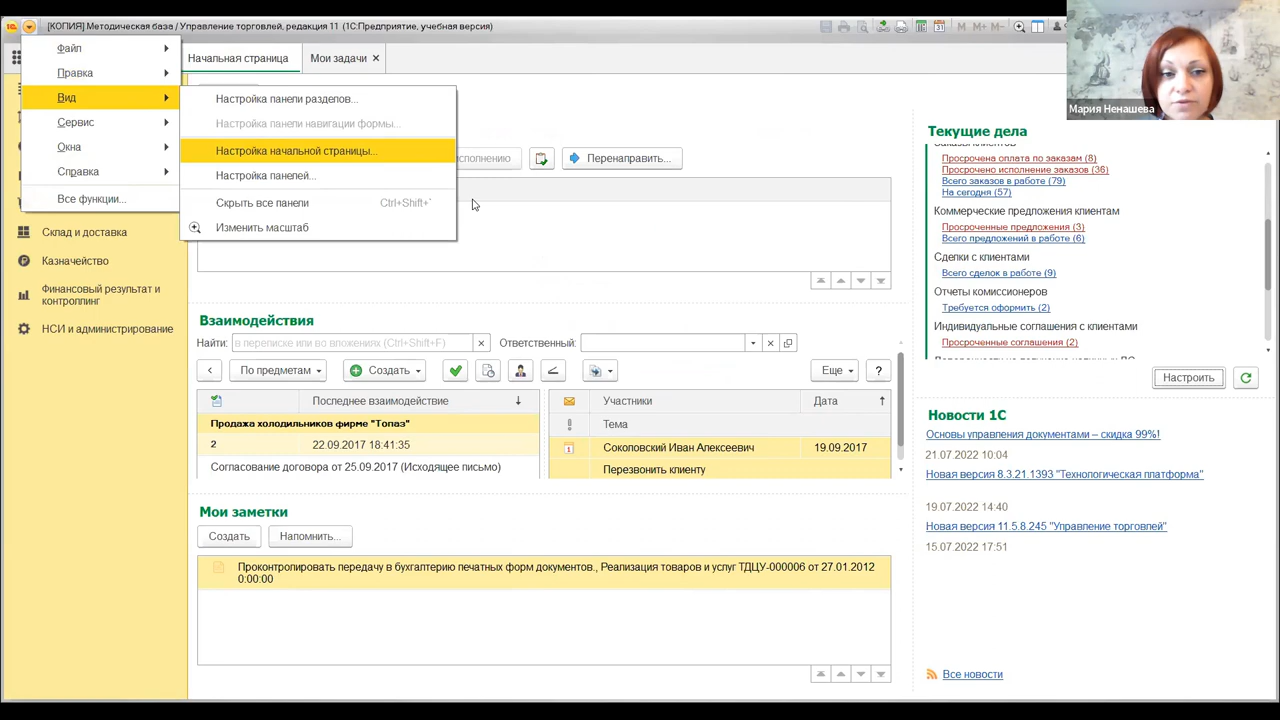 [КОПИЯ] Методическая база / Управление торговлей, редакция 11 (1С:Предприятие, учебная версия)
M M+ M-
Файл
Правка
Вид
Сервис
Окна
Справка
Все функции...
Настройка панели разделов...
Настройка панели навигации формы...
Настройка начальной страницы...
Настройка панелей...
Скрыть все панели Ctrl+Shift+`
Изменить масштаб
Начальная страница
Мои задачи
Склад и доставка
Казначейство
Финансовый результат и
контроллинг
НСИ и администрирование
исполнению
Перенаправить...
Взаимодействия
Найти: в переписке или во вложениях (Ctrl+Shift+F) Ответственный:
По предметам Создать Еще ?
Последнее взаимодействие
Продажа холодильников фирме "Топаз"
2 22.09.2017 18:41:35
Согласование договора от 25.09.2017 (Исходящее письмо)
Участники Дата
Тема
Соколовский Иван Алексеевич 19.09.2017
Перезвонить клиенту
Мои заметки
Создать Напомнить...
Проконтролировать передачу в бухгалтерию печатных форм документов., Реализация товаров и услуг ТДЦУ-000006 от 27.01.2012
0:00:00
Мария Ненашева
Текущие дела
Заказы клиентов
Просрочена оплата по заказам (8)
Просрочено исполнение заказов (36)
Всего заказов в работе (79)
На сегодня (57)
Коммерческие предложения клиентам
Просроченные предложения (3)
Всего предложений в работе (6)
Сделки с клиентами
Всего сделок в работе (9)
Отчеты комиссионеров
Требуется оформить (2)
Индивидуальные соглашения с клиентами
Просроченные соглашения (2)
Настроить
Новости 1С
Основы управления документами – скидка 99%!
21.07.2022 10:04
Новая версия 8.3.21.1393 "Технологическая платформа"
19.07.2022 14:40
Новая версия 11.5.8.245 "Управление торговлей"
15.07.2022 17:51
Все новости